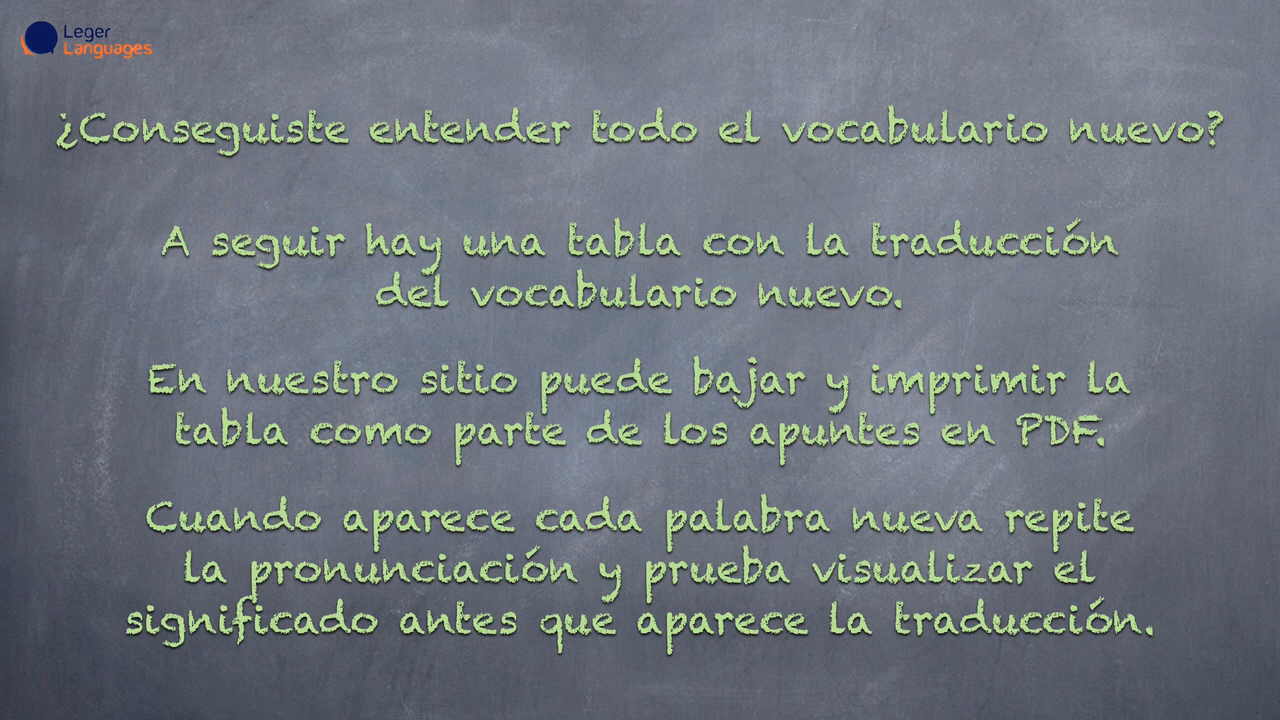 Leger
Languages
¿Conseguiste entender todo el vocabulario nuevo?
A seguir hay una tabla con la traducción
del vocabulario nuevo.
En nuestro sitio puede bajar y imprimir la
tabla como parte de los apuntes en PDF.
Cuando aparece cada palabra nueva repite
la pronunciación y prueba visualizar el
significado antes que aparece la traducción.